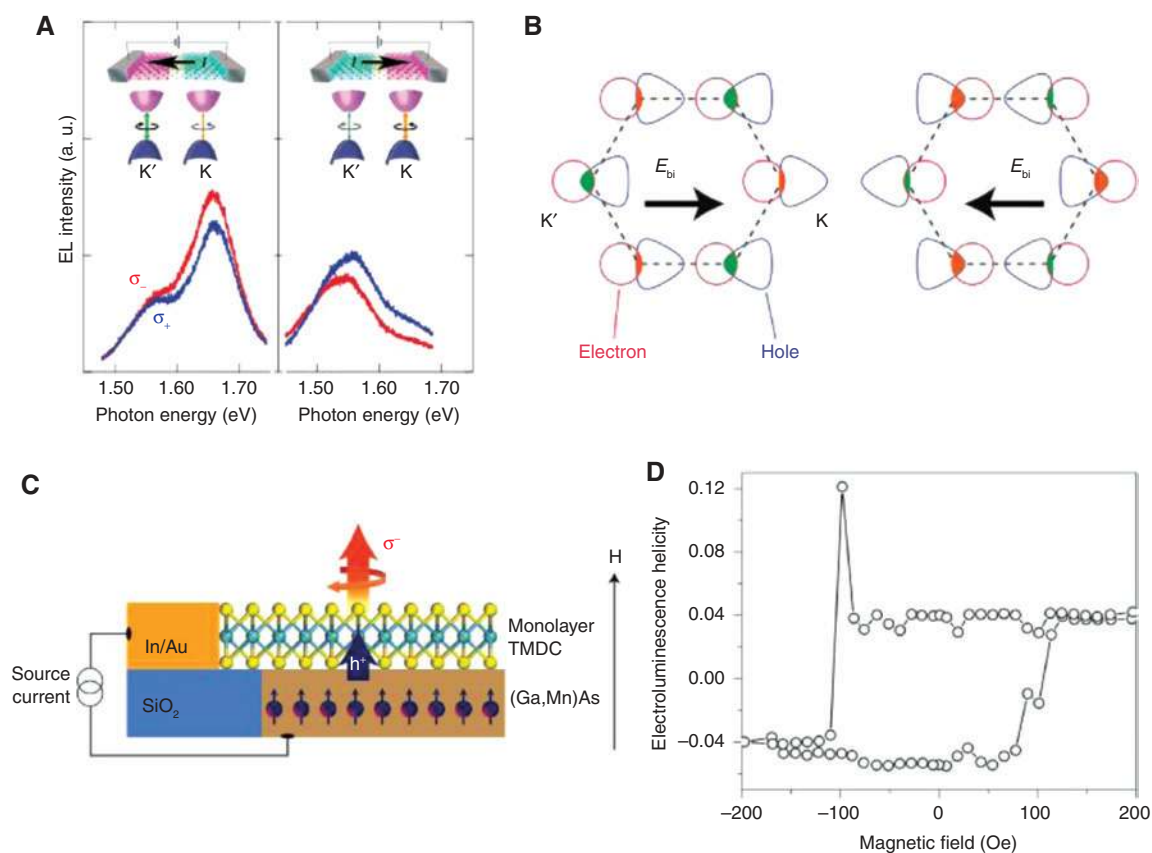 A
I
I
K′
K
K′
K
σ₋
σ₊
EL intensity (a. u.)
1.50
1.60
1.70
1.50
1.60
1.70
Photon energy (eV)
Photon energy (eV)
B
E_bi
E_bi
K′
K
Electron
Hole
C
σ⁻
H
In/Au
Monolayer
TMDC
h⁺
Source
current
SiO₂
(Ga,Mn)As
D
Electroluminescence helicity
0.12
0.08
0.04
0.00
−0.04
−200
−100
0
100
200
Magnetic field (Oe)